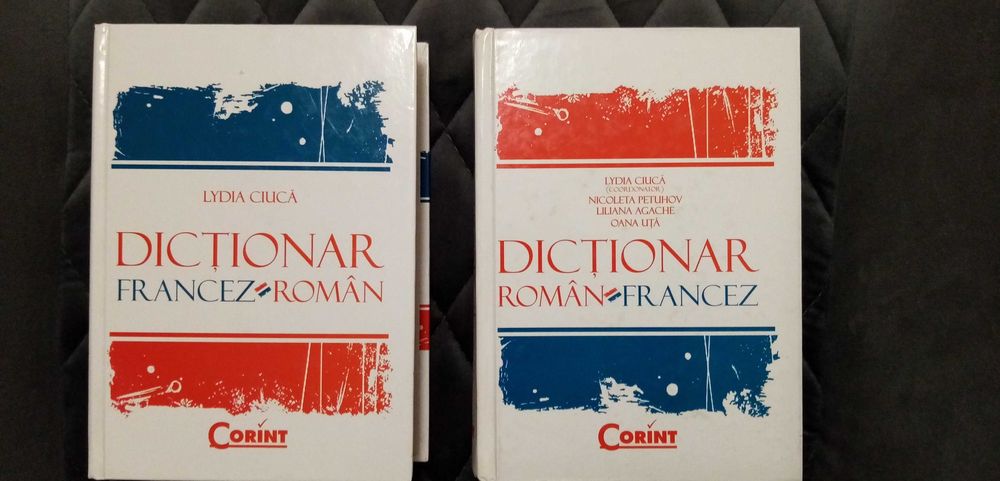 LYDIA CIUCĂ
DICȚIONAR
FRANCEZ ROMÂN
CORINT
LYDIA CIUCĂ
(COORDONATOR)
NICOLETA PETUHOV
LILIANA AGACHE
OANA UȚĂ
DICȚIONAR
ROMÂN FRANCEZ
CORINT